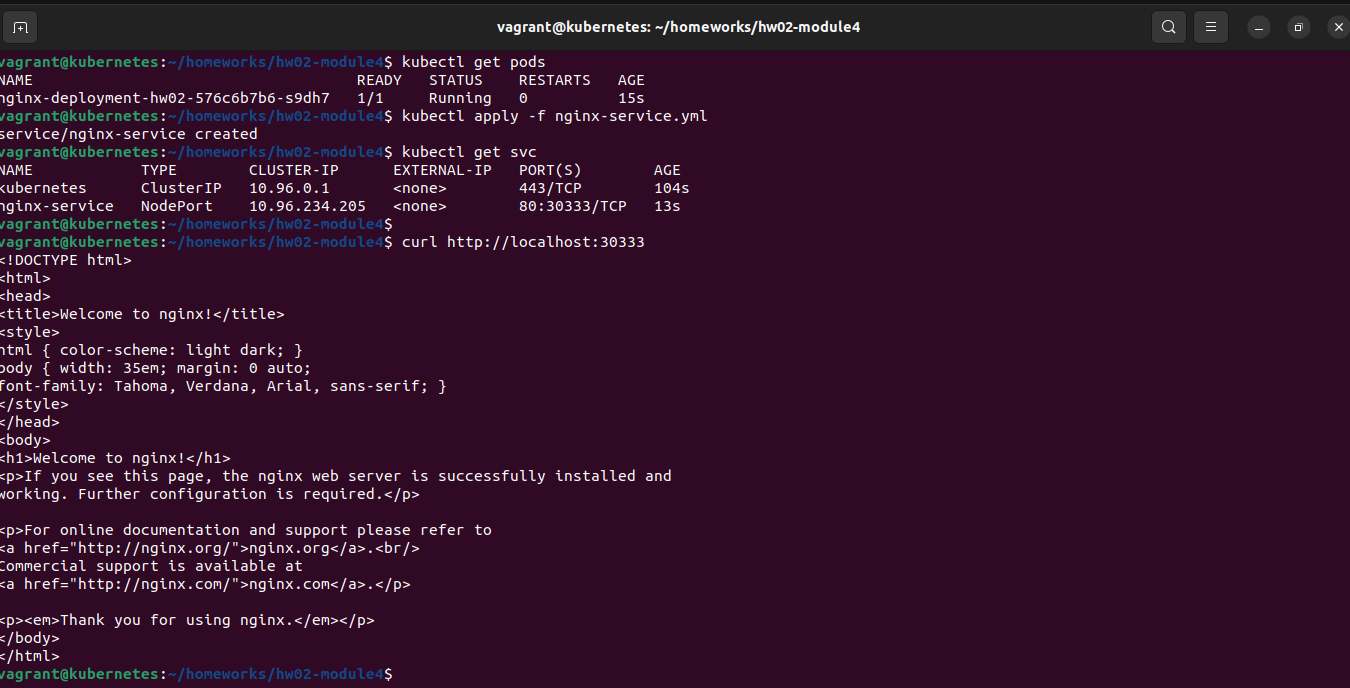 vagrant@kubernetes: ~/homeworks/hw02-module4
vagrant@kubernetes:~/homeworks/hw02-module4$ kubectl get pods
NAME                                    READY   STATUS    RESTARTS   AGE
nginx-deployment-hw02-576c6b7b6-s9dh7   1/1     Running   0          15s
vagrant@kubernetes:~/homeworks/hw02-module4$ kubectl apply -f nginx-service.yml
service/nginx-service created
vagrant@kubernetes:~/homeworks/hw02-module4$ kubectl get svc
NAME            TYPE        CLUSTER-IP      EXTERNAL-IP   PORT(S)        AGE
kubernetes      ClusterIP   10.96.0.1       <none>        443/TCP        104s
nginx-service   NodePort    10.96.234.205   <none>        80:30333/TCP   13s
vagrant@kubernetes:~/homeworks/hw02-module4$
vagrant@kubernetes:~/homeworks/hw02-module4$ curl http://localhost:30333
<!DOCTYPE html>
<html>
<head>
<title>Welcome to nginx!</title>
<style>
html { color-scheme: light dark; }
body { width: 35em; margin: 0 auto;
font-family: Tahoma, Verdana, Arial, sans-serif; }
</style>
</head>
<body>
<h1>Welcome to nginx!</h1>
<p>If you see this page, the nginx web server is successfully installed and
working. Further configuration is required.</p>

<p>For online documentation and support please refer to
<a href="http://nginx.org/">nginx.org</a>.<br/>
Commercial support is available at
<a href="http://nginx.com/">nginx.com</a>.</p>

<p><em>Thank you for using nginx.</em></p>
</body>
</html>
vagrant@kubernetes:~/homeworks/hw02-module4$